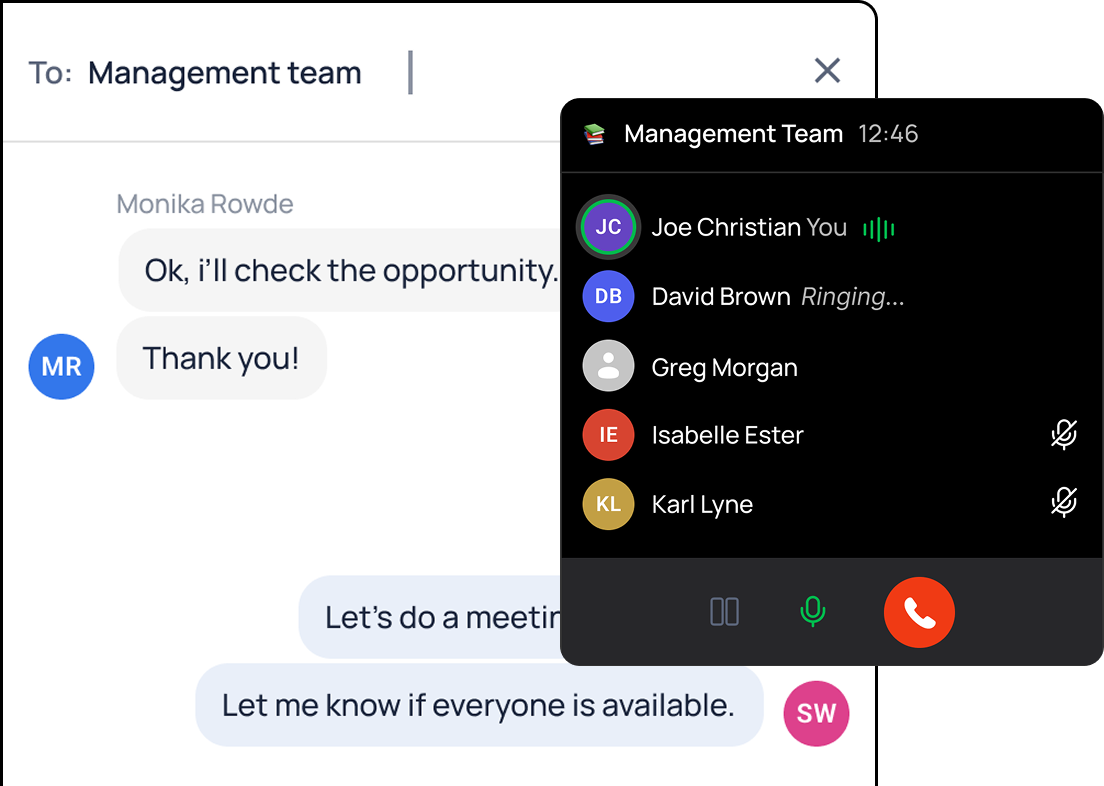 To: Management team
Monika Rowde
Ok, i’ll check the opportunity.
Thank you!
MR
Let’s do a
Let me know if everyone is available.
SW
Management Team 12:46
JC Joe Christian You
DB David Brown Ringing...
Greg Morgan
IE Isabelle Ester
KL Karl Lyne